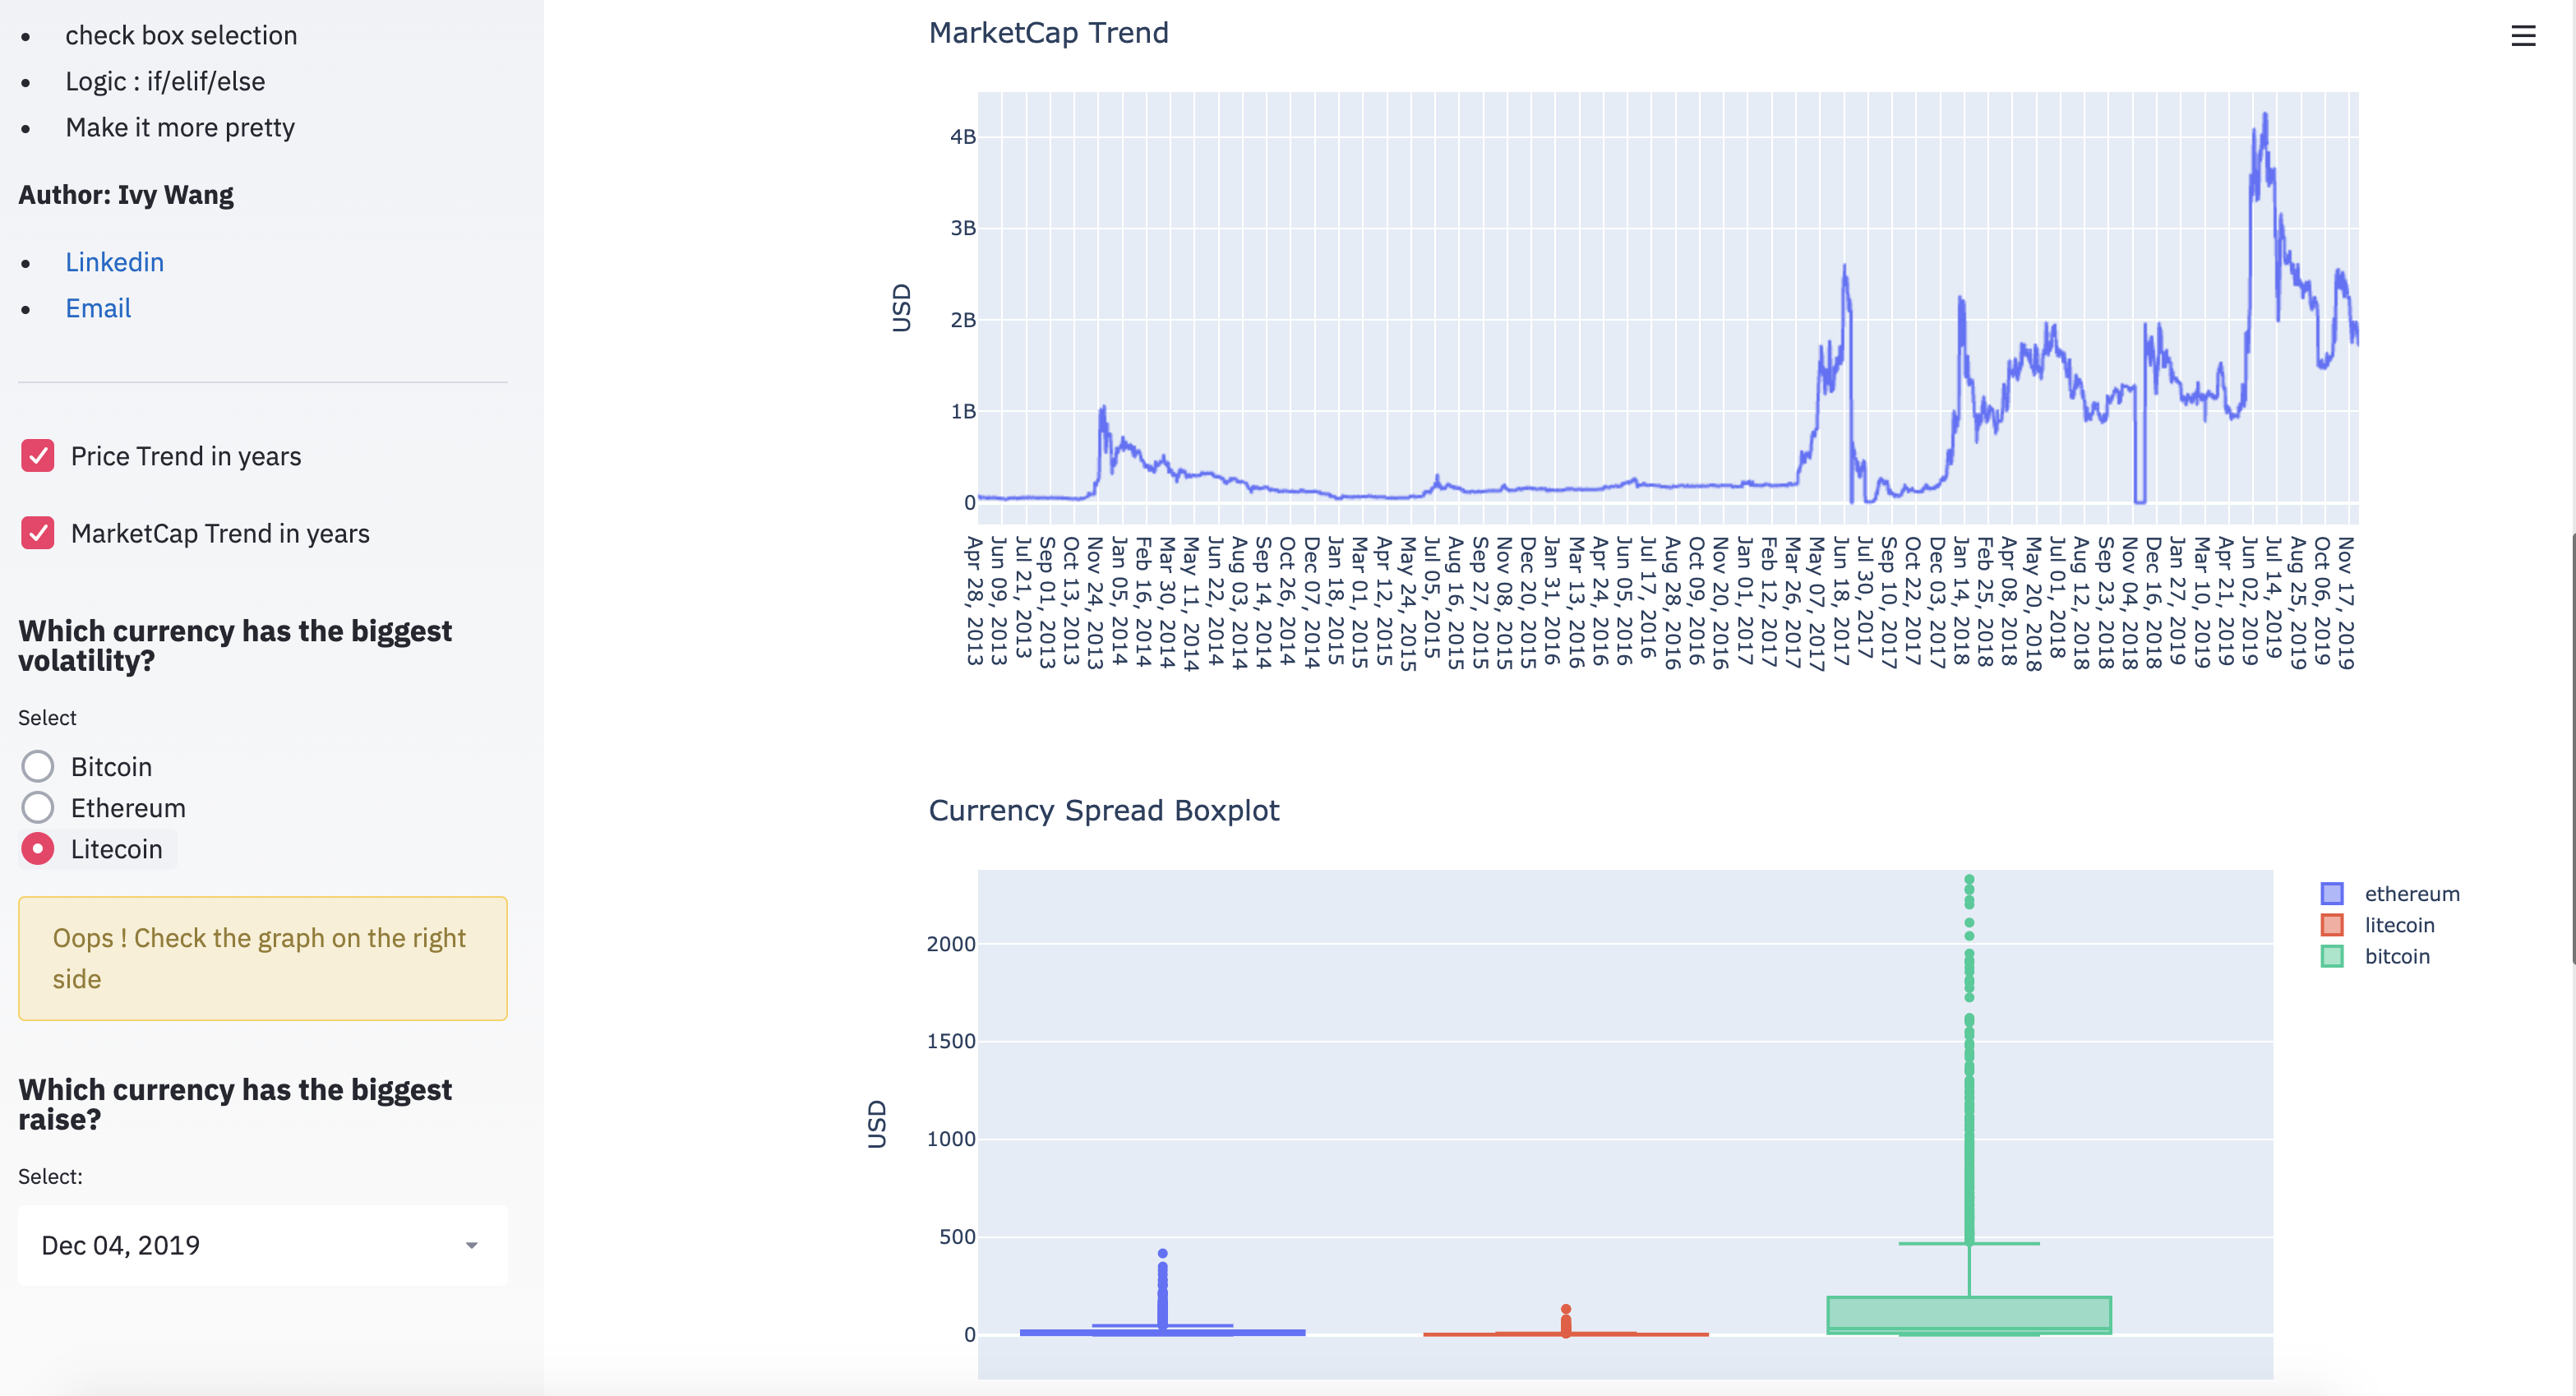 check box selection
Logic : if/elif/else
Make it more pretty
Author: Ivy Wang
Linkedin
Email
Price Trend in years
MarketCap Trend in years
Which currency has the biggest
volatility?
Select
Bitcoin
Ethereum
Litecoin
Oops ! Check the graph on the right
side
Which currency has the biggest
raise?
Select:
Dec 04, 2019
MarketCap Trend
USD
4B
3B
2B
1B
0
Apr 28, 2013
Jun 09, 2013
Jul 21, 2013
Sep 01, 2013
Oct 13, 2013
Nov 24, 2013
Jan 05, 2014
Feb 16, 2014
Mar 30, 2014
May 11, 2014
Jun 22, 2014
Aug 03, 2014
Sep 14, 2014
Oct 26, 2014
Dec 07, 2014
Jan 18, 2015
Mar 01, 2015
Apr 12, 2015
May 24, 2015
Jul 05, 2015
Aug 16, 2015
Sep 27, 2015
Nov 08, 2015
Dec 20, 2015
Jan 31, 2016
Mar 13, 2016
Apr 24, 2016
Jun 05, 2016
Jul 17, 2016
Aug 28, 2016
Oct 09, 2016
Nov 20, 2016
Jan 01, 2017
Feb 12, 2017
Mar 26, 2017
May 07, 2017
Jun 18, 2017
Jul 30, 2017
Sep 10, 2017
Oct 22, 2017
Dec 03, 2017
Jan 14, 2018
Feb 25, 2018
Apr 08, 2018
May 20, 2018
Jul 01, 2018
Aug 12, 2018
Sep 23, 2018
Nov 04, 2018
Dec 16, 2018
Jan 27, 2019
Mar 10, 2019
Apr 21, 2019
Jun 02, 2019
Jul 14, 2019
Aug 25, 2019
Oct 06, 2019
Nov 17, 2019
Currency Spread Boxplot
USD
2000
1500
1000
500
0
ethereum
litecoin
bitcoin